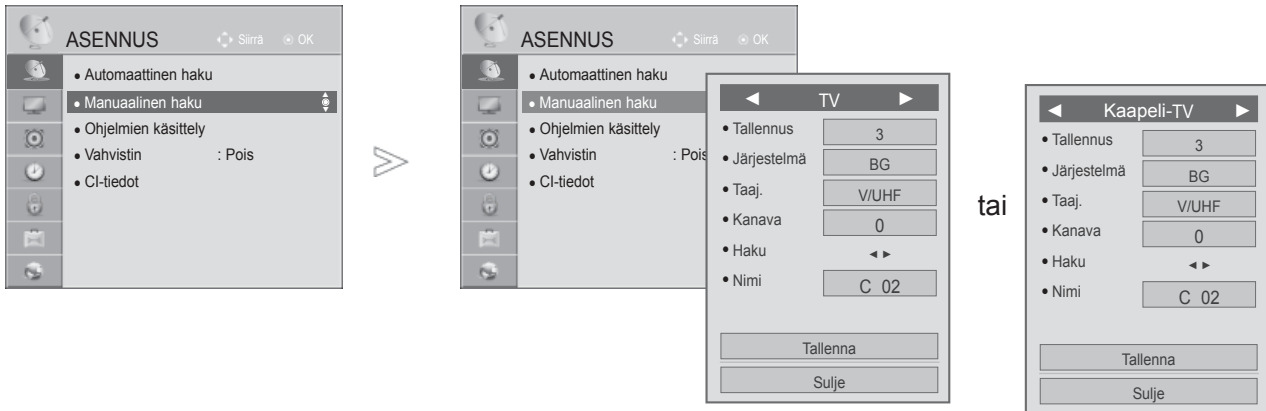 ASENNUS Siirrä OK
• Automaattinen haku
• Manuaalinen haku
• Ohjelmien käsittely
• Vahvistin : Pois
• CI-tiedot
ASENNUS Siirrä OK
• Automaattinen haku
• Manuaalinen haku
• Ohjelmien käsittely
• Vahvistin : Pois
• CI-tiedot
◄ TV ►
• Tallennus 3
• Järjestelmä BG
• Taaj. V/UHF
• Kanava 0
• Haku ◄ ►
• Nimi C 02
Tallenna
Sulje
tai
◄ Kaapeli-TV ►
• Tallennus 3
• Järjestelmä BG
• Taaj. V/UHF
• Kanava 0
• Haku ◄ ►
• Nimi C 02
Tallenna
Sulje